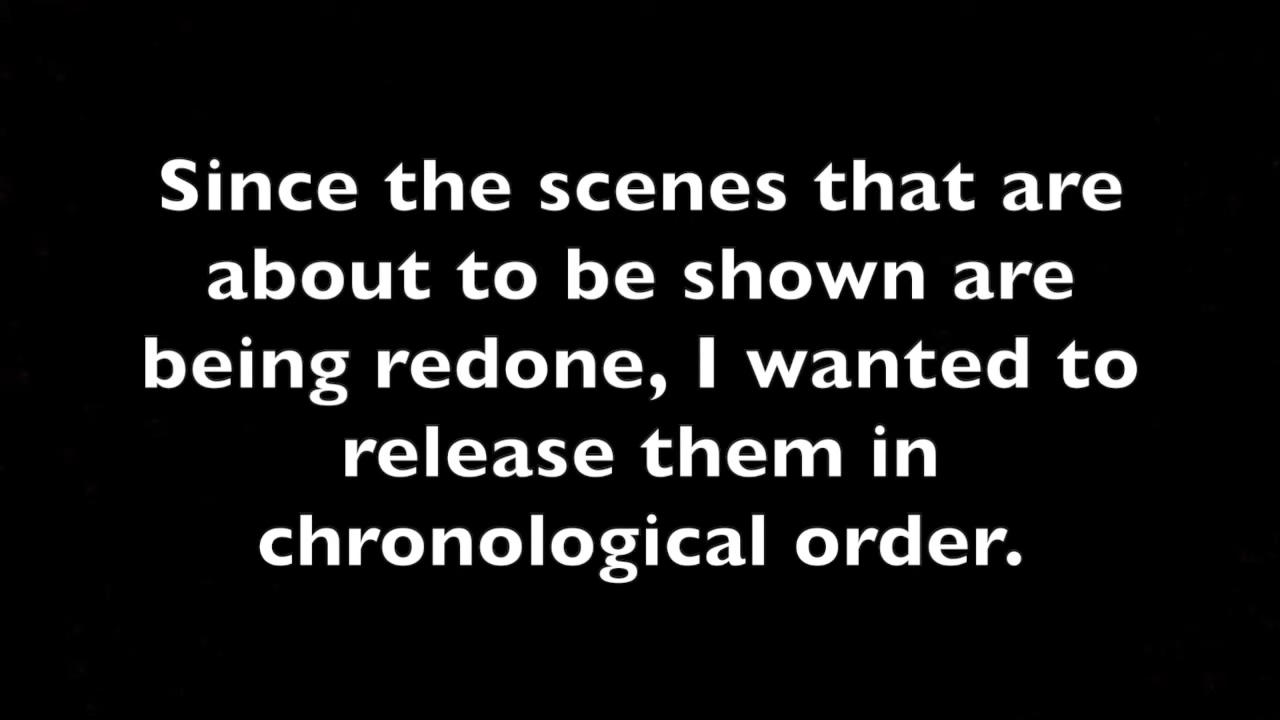 Since the scenes that are
about to be shown are
being redone, I wanted to
release them in
chronological order.